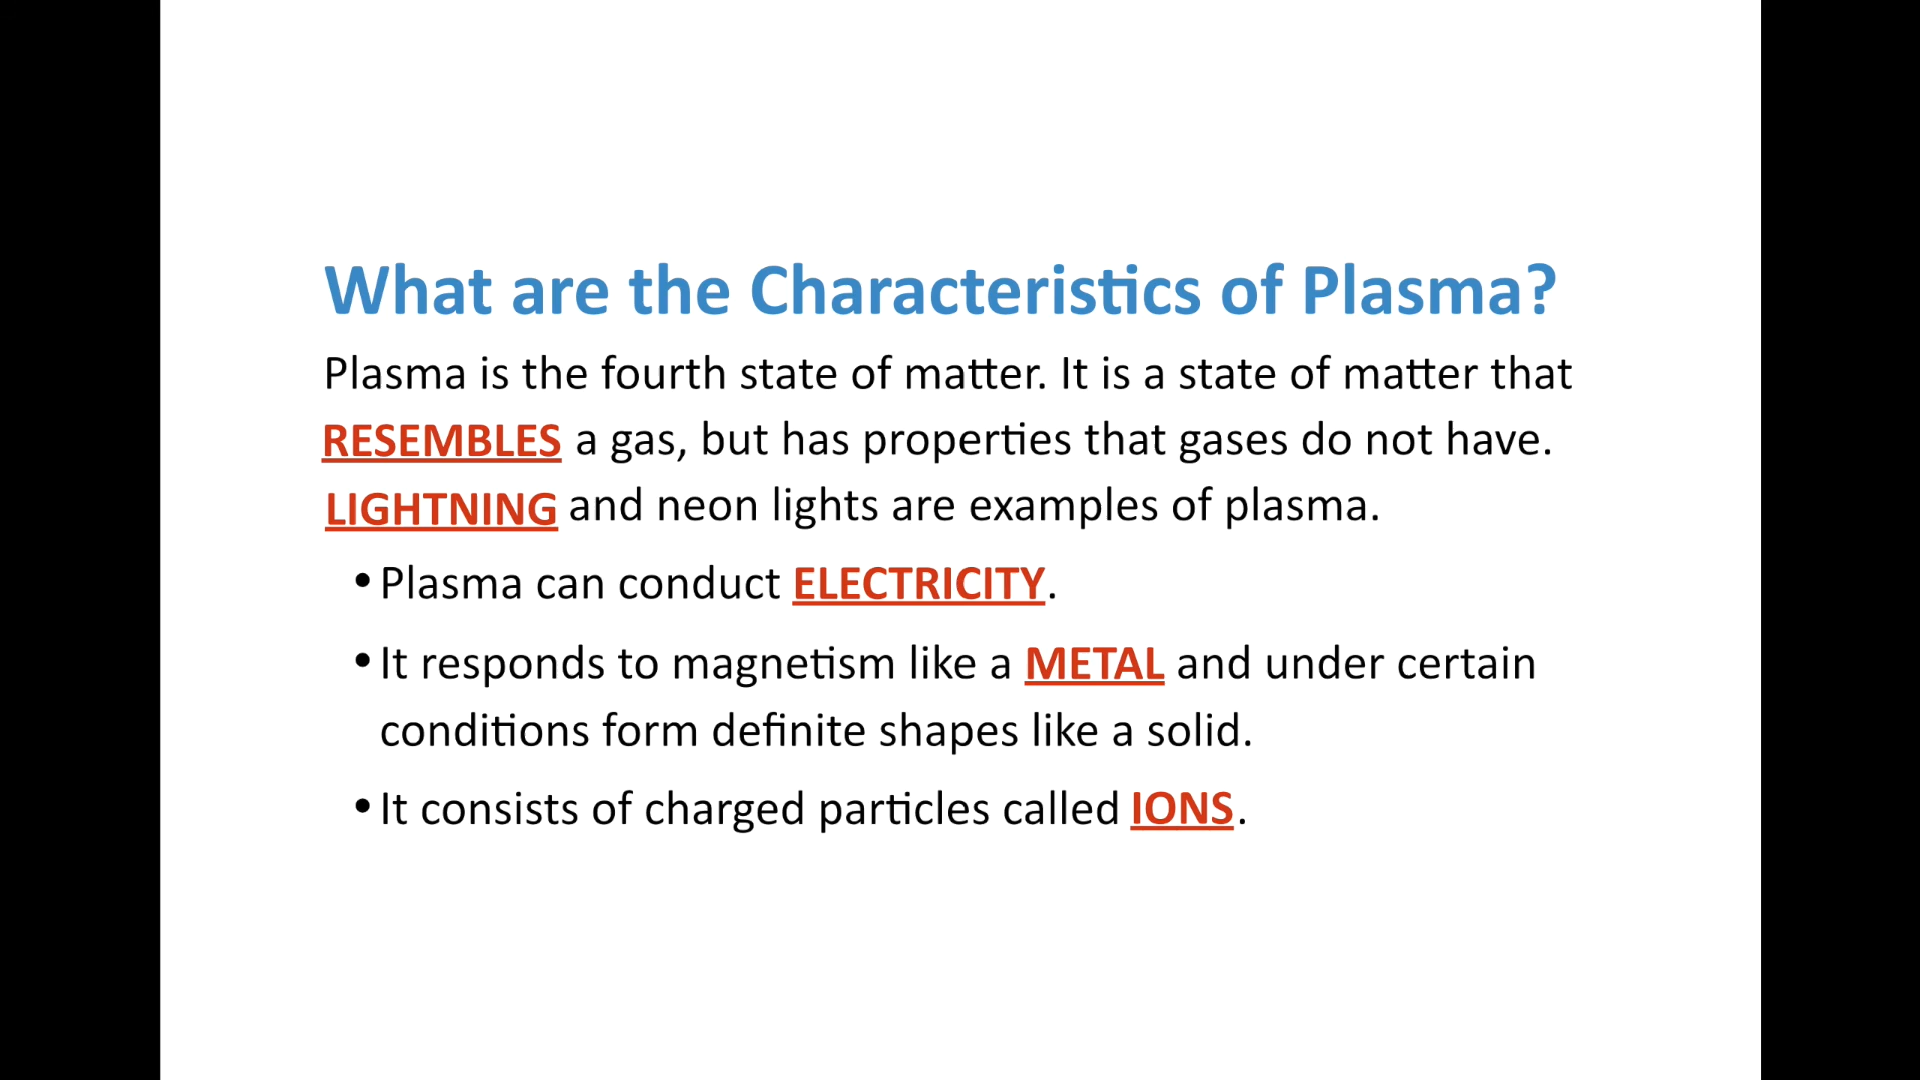 What are the Characteristics of Plasma?
Plasma is the fourth state of matter. It is a state of matter that
RESEMBLES a gas, but has properties that gases do not have.
LIGHTNING and neon lights are examples of plasma.
• Plasma can conduct ELECTRICITY.
• It responds to magnetism like a METAL and under certain
conditions form definite shapes like a solid.
• It consists of charged particles called IONS.